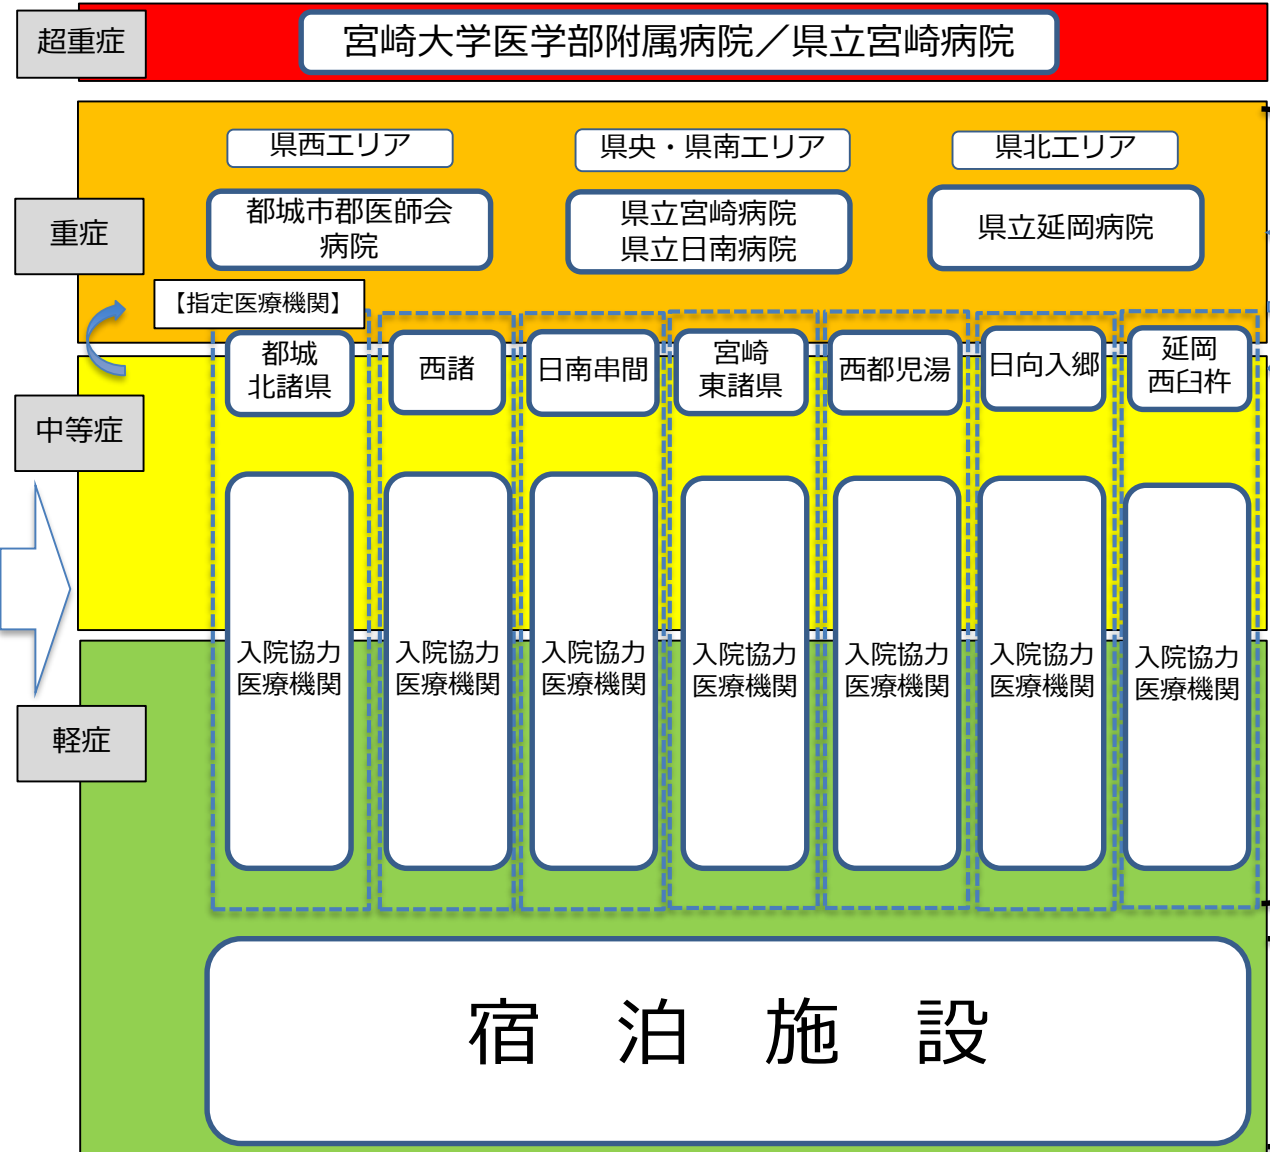 超重症
宮崎大学医学部附属病院／県立宮崎病院
県西エリア
県央・県南エリア
県北エリア
重症
都城市郡医師会
病院
県立宮崎病院
県立日南病院
県立延岡病院
【指定医療機関】
都城
北諸県
西諸
日南串間
宮崎
東諸県
西都児湯
日向入郷
延岡
西臼杵
中等症
入院協力
医療機関
入院協力
医療機関
入院協力
医療機関
入院協力
医療機関
入院協力
医療機関
入院協力
医療機関
入院協力
医療機関
軽症
宿　泊　施　設